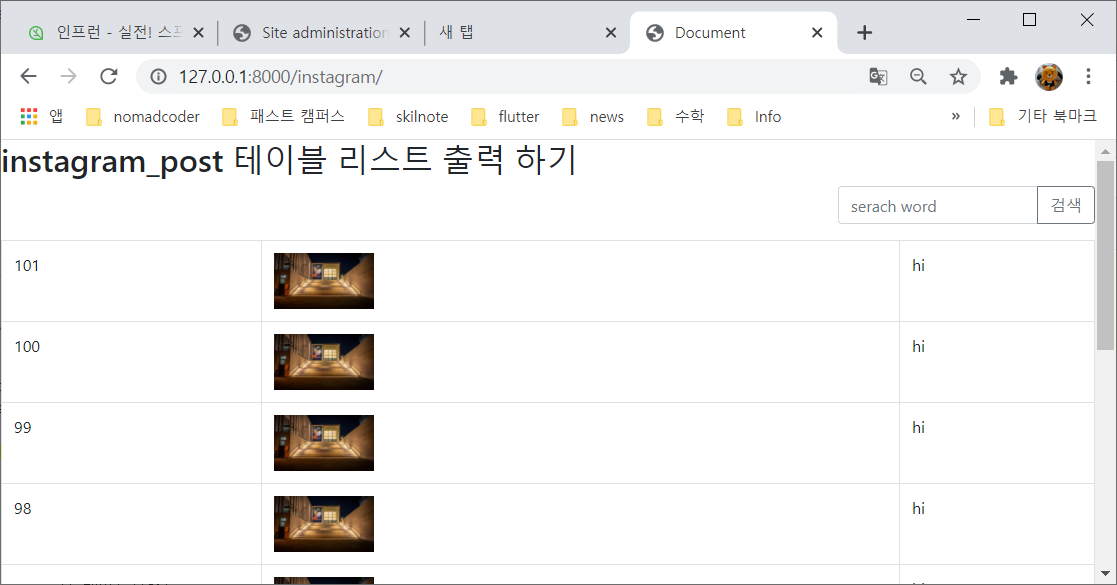 인프런 - 실전! 스프
Site administration
새 탭
Document
127.0.0.1:8000/instagram/
앱
nomadcoder
패스트 캠퍼스
skilnote
flutter
news
수학
Info
»
기타 북마크
instagram_post 테이블 리스트 출력 하기
serach word
검색
101 hi
100 hi
99 hi
98 hi